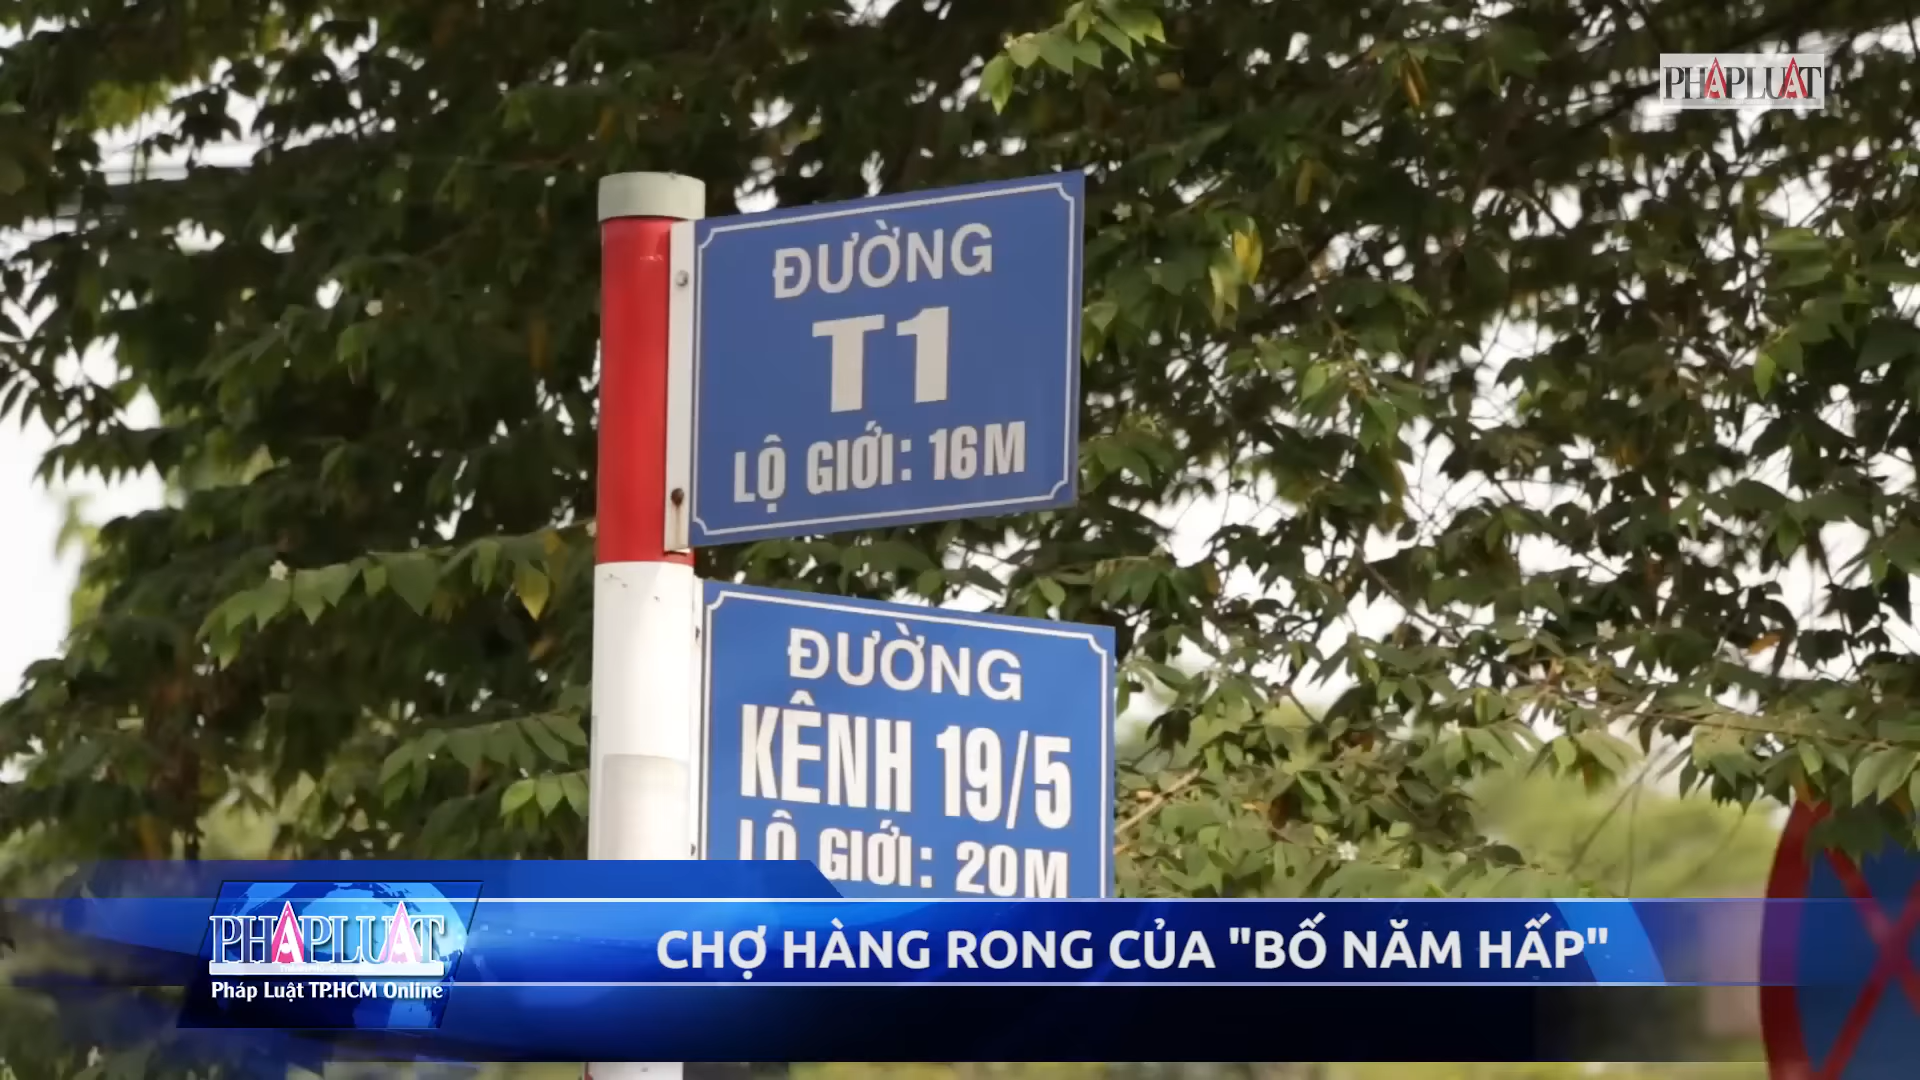 PHÁPLUẬT
ĐƯỜNG
T1
LỘ GIỚI: 16M
ĐƯỜNG
KÊNH 19/5
LỘ GIỚI: 20M
PHÁPLUẬT
Pháp Luật TP.HCM Online
CHỢ HÀNG RONG CỦA "BỐ NĂM HẤP"